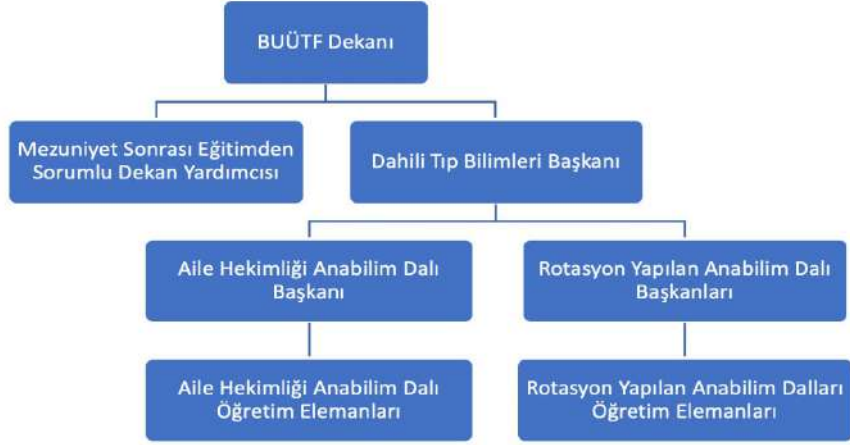 BUÜTF Dekanı
Mezuniyet Sonrası Eğitimden
Sorumlu Dekan Yardımcısı
Dahili Tıp Bilimleri Başkanı
Aile Hekimliği Anabilim Dalı
Başkanı
Rotasyon Yapılan Anabilim Dalı
Başkanları
Aile Hekimliği Anabilim Dalı
Öğretim Elemanları
Rotasyon Yapılan Anabilim Dalları
Öğretim Elemanları